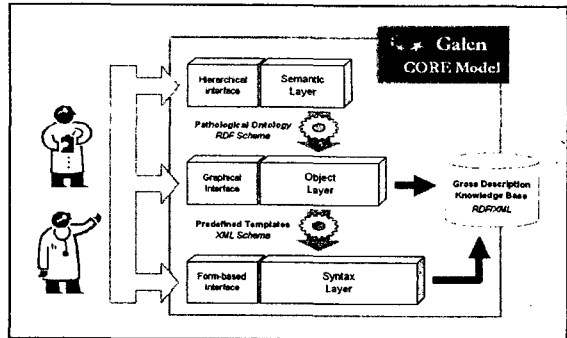 Galen
CORE Model
Hierarchical
interface
Semantic
Layer
Pathological Ontology
RDF Scheme
Graphical
Interface
Object
Layer
Gross Description
Knowledge Base
RDF/XML
Predefined Templates
XML Scheme
Form-based
Interface
Syntax
Layer